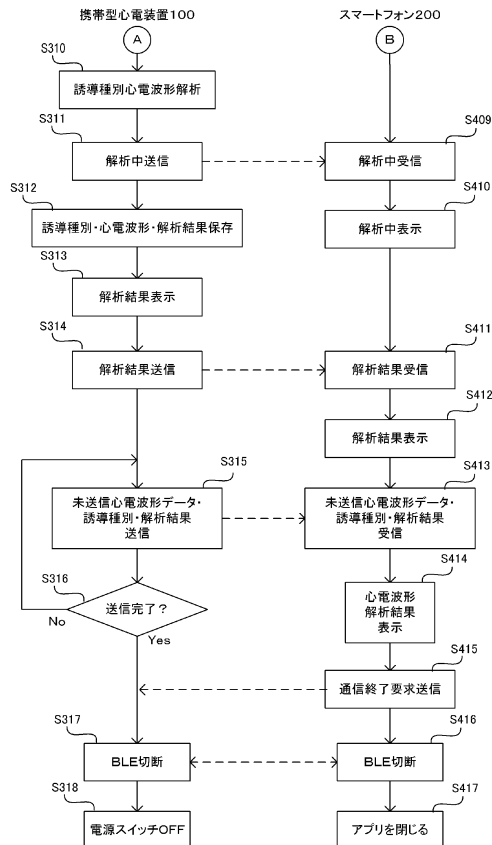 携帯型心電装置100
スマートフォン200
A
B
S310
誘導種別心電波形解析
S311
解析中送信
S409
解析中受信
S312
誘導種別・心電波形・解析結果保存
S410
解析中表示
S313
解析結果表示
S314
解析結果送信
S411
解析結果受信
S412
解析結果表示
S315
未送信心電波形データ・
誘導種別・解析結果
送信
S413
未送信心電波形データ・
誘導種別・解析結果
受信
S316
送信完了？
No
Yes
S414
心電波形
解析結果
表示
S415
通信終了要求送信
S317
BLE切断
S416
BLE切断
S318
電源スイッチOFF
S417
アプリを閉じる